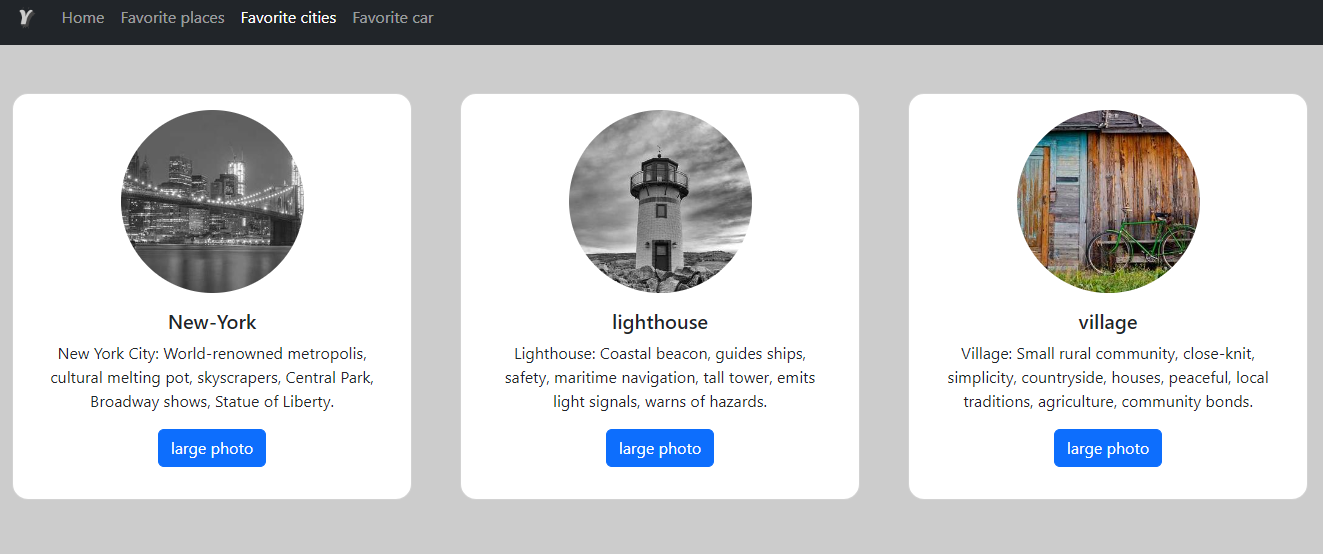 Y Home Favorite places Favorite cities Favorite car
New-York
New York City: World-renowned metropolis,
cultural melting pot, skyscrapers, Central Park,
Broadway shows, Statue of Liberty.
large photo
lighthouse
Lighthouse: Coastal beacon, guides ships,
safety, maritime navigation, tall tower, emits
light signals, warns of hazards.
large photo
village
Village: Small rural community, close-knit,
simplicity, countryside, houses, peaceful, local
traditions, agriculture, community bonds.
large photo